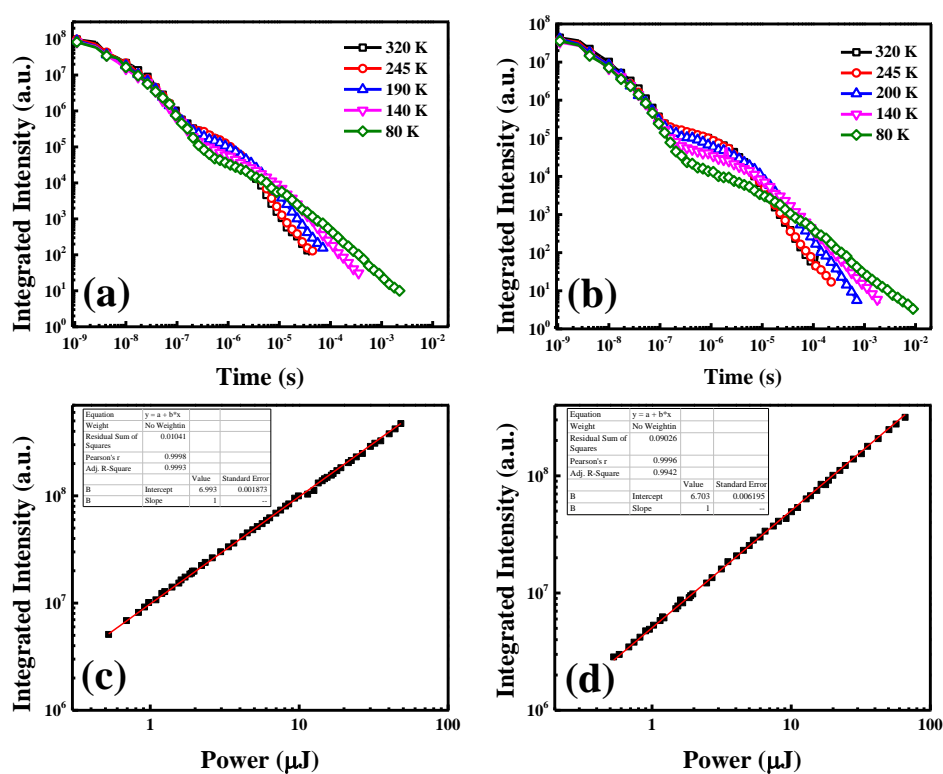 10^8
10^7
10^6
10^5
10^4
10^3
10^2
10^1
10^0
Integrated Intensity (a.u.)
320 K
245 K
190 K
140 K
80 K
(a)
10^-9 10^-8 10^-7 10^-6 10^-5 10^-4 10^-3 10^-2
Time (s)
10^8
10^7
10^6
10^5
10^4
10^3
10^2
10^1
10^0
Integrated Intensity (a.u.)
320 K
245 K
200 K
140 K
80 K
(b)
10^-9 10^-8 10^-7 10^-6 10^-5 10^-4 10^-3 10^-2
Time (s)
Equation y = a + b*x
Weight No Weightin
Residual Sum of Squares 0.01041
Pearson's r 0.9998
Adj. R-Square 0.9993
Value Standard Error
B Intercept 6.993 0.001873
B Slope 1 --
10^8
10^7
10^6
Integrated Intensity (a.u.)
(c)
1 10 100
Power (μJ)
Equation y = a + b*x
Weight No Weightin
Residual Sum of Squares 0.09026
Pearson's r 0.9996
Adj. R-Square 0.9942
Value Standard Error
B Intercept 6.703 0.006195
B Slope 1 --
10^8
10^7
10^6
Integrated Intensity (a.u.)
(d)
1 10 100
Power (μJ)